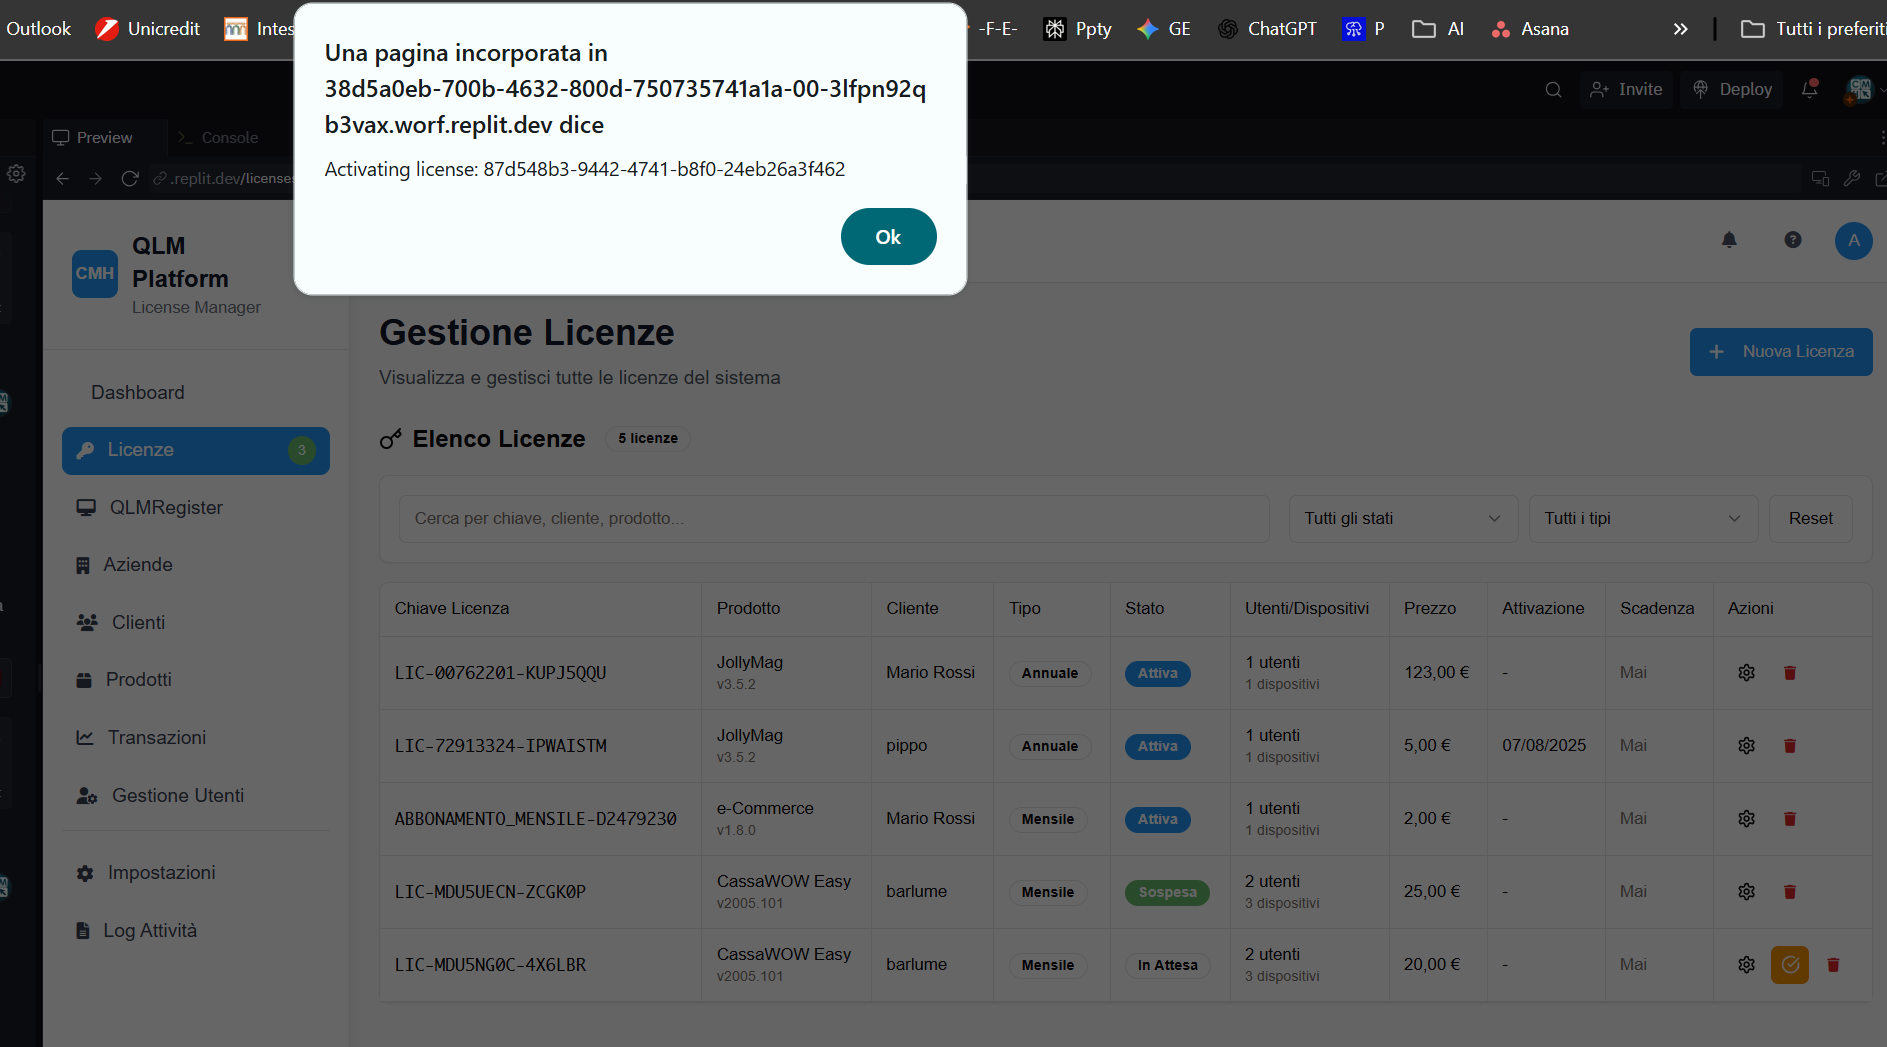 Outlook
Unicredit
Intes
-F-E-
Ppty
GE
ChatGPT
P
AI
Asana
Tutti i preferiti
Una pagina incorporata in
38d5a0eb-700b-4632-800d-750735741a1a-00-3lfpn92q
b3vax.worf.replit.dev dice
Activating license: 87d548b3-9442-4741-b8f0-24eb26a3f462
Ok
Invite
Deploy
Preview
Console
.replit.dev/licenses
CMH
QLM
Platform
License Manager
A
Dashboard
Licenze
3
QLMRegister
Aziende
Clienti
Prodotti
Transazioni
Gestione Utenti
Impostazioni
Log Attività
Gestione Licenze
Visualizza e gestisci tutte le licenze del sistema
Nuova Licenza
Elenco Licenze
5 licenze
Cerca per chiave, cliente, prodotto...
Tutti gli stati
Tutti i tipi
Reset
Chiave Licenza Prodotto Cliente Tipo Stato Utenti/Dispositivi Prezzo Attivazione Scadenza Azioni
LIC-00762201-KUPJ5QQU JollyMag Mario Rossi Annuale Attiva 1 utenti 123,00 € - Mai
v3.5.2 1 dispositivi
LIC-72913324-IPWAISTM JollyMag pippo Annuale Attiva 1 utenti 5,00 € 07/08/2025 Mai
v3.5.2 1 dispositivi
ABBONAMENTO_MENSILE-D2479230 e-Commerce Mario Rossi Mensile Attiva 1 utenti 2,00 € - Mai
v1.8.0 1 dispositivi
LIC-MDU5UECN-ZCGK0P CassaWOW Easy barlume Mensile Sospesa 2 utenti 25,00 € - Mai
v2005.101 3 dispositivi
LIC-MDU5NG0C-4X6LBR CassaWOW Easy barlume Mensile In Attesa 2 utenti 20,00 € - Mai
v2005.101 3 dispositivi